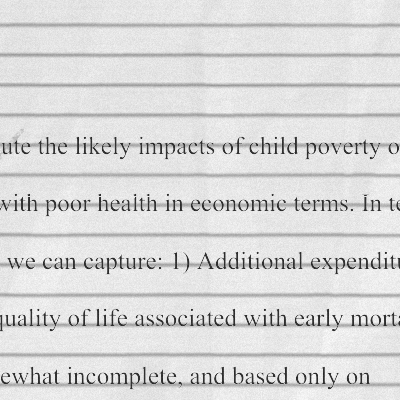 ute the likely impacts of child poverty o
with poor health in economic terms. In te
we can capture: 1) Additional expenditu
quality of life associated with early morta
ewhat incomplete, and based only on